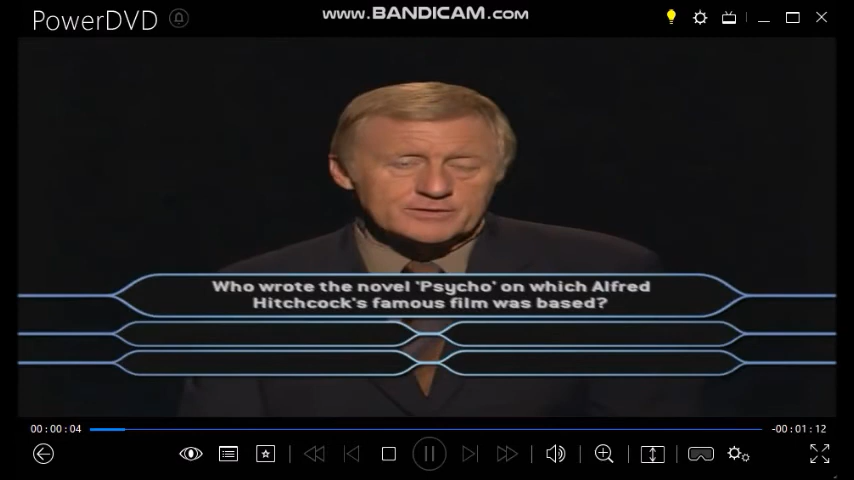 PowerDVD
www.BANDICAM.com
Who wrote the novel 'Psycho' on which Alfred
Hitchcock's famous film was based?
00:00:04
-00:01:12